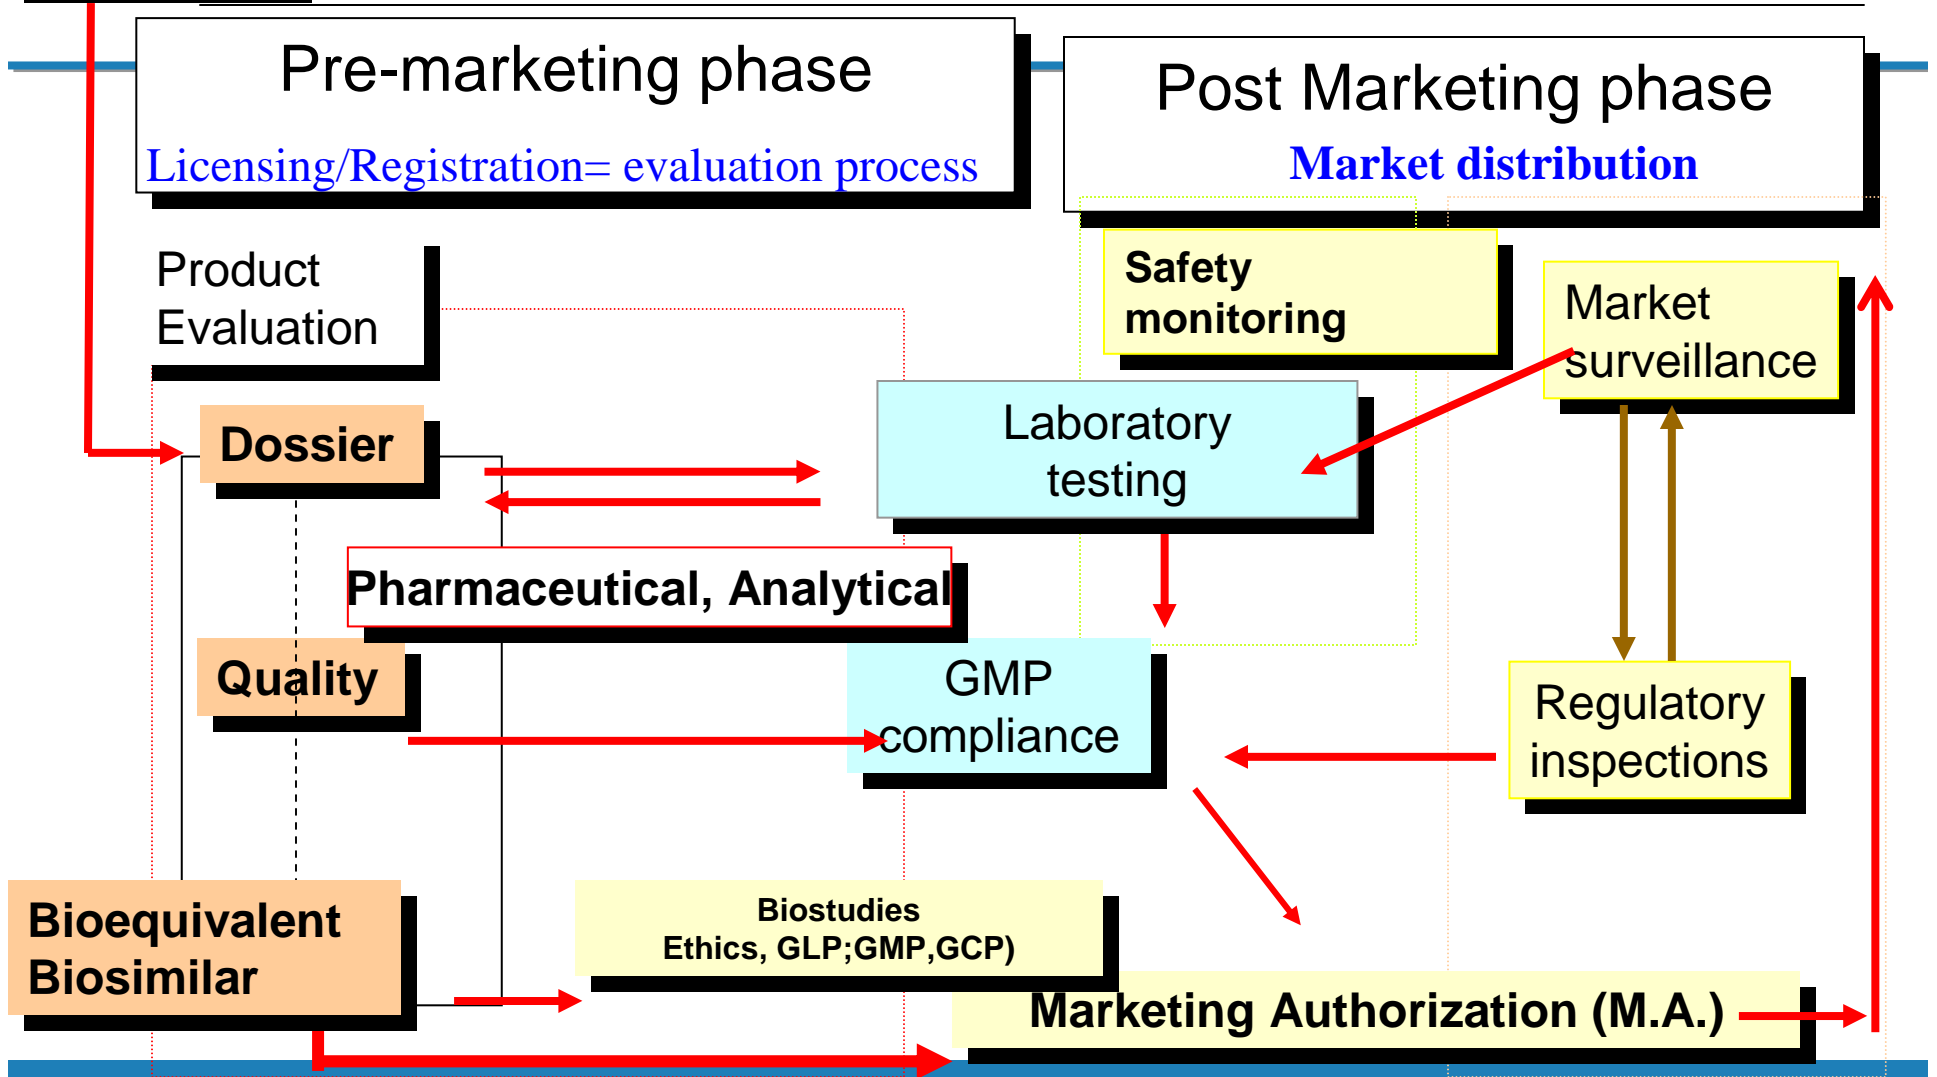 Pre-marketing phase
Licensing/Registration= evaluation process
Post Marketing phase
Market distribution
Product
Evaluation
Safety
monitoring
Market
surveillance
Dossier
Laboratory
testing
Pharmaceutical, Analytical
Quality
GMP
compliance
Regulatory
inspections
Bioequivalent
Biosimilar
Biostudies
Ethics, GLP;GMP,GCP)
Marketing Authorization (M.A.)